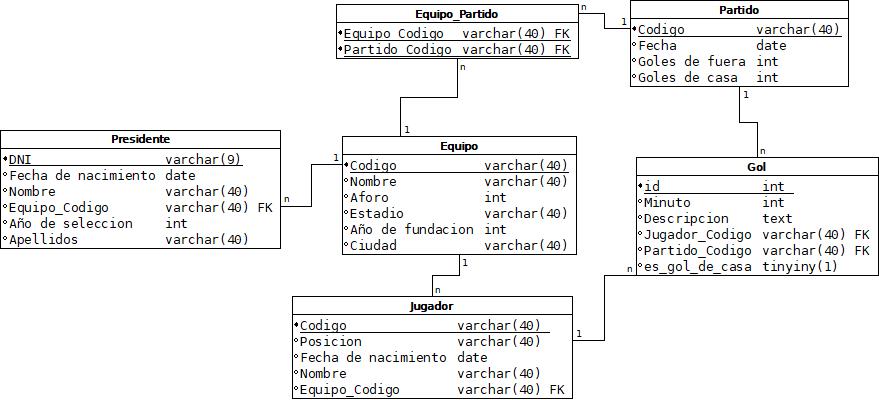 Equipo_Partido
Equipo_Codigo varchar(40) FK
Partido_Codigo varchar(40) FK
n
1
n
Partido
Codigo varchar(40)
Fecha date
Goles de fuera int
Goles de casa int
1
Presidente
DNI varchar(9)
Fecha de nacimiento date
Nombre varchar(40)
Equipo_Codigo varchar(40) FK
Año de seleccion int
Apellidos varchar(40)
1
n
1
Equipo
Codigo varchar(40)
Nombre varchar(40)
Aforo int
Estadio varchar(40)
Año de fundacion int
Ciudad varchar(40)
1
n
n
Gol
id int
Minuto int
Descripcion text
Jugador_Codigo varchar(40) FK
Partido_Codigo varchar(40) FK
es_gol_de_casa tinyiny(1)
n
1
Jugador
Codigo varchar(40)
Posicion varchar(40)
Fecha de nacimiento date
Nombre varchar(40)
Equipo_Codigo varchar(40) FK